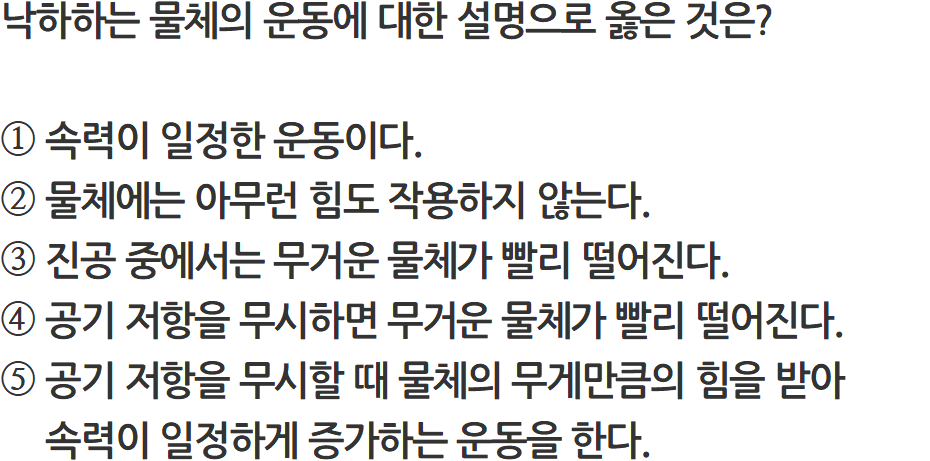 낙하하는 물체의 운동에 대한 설명으로 옳은 것은?
① 속력이 일정한 운동이다.
② 물체에는 아무런 힘도 작용하지 않는다.
③ 진공 중에서는 무거운 물체가 빨리 떨어진다.
④ 공기 저항을 무시하면 무거운 물체가 빨리 떨어진다.
⑤ 공기 저항을 무시할 때 물체의 무게만큼의 힘을 받아
속력이 일정하게 증가하는 운동을 한다.